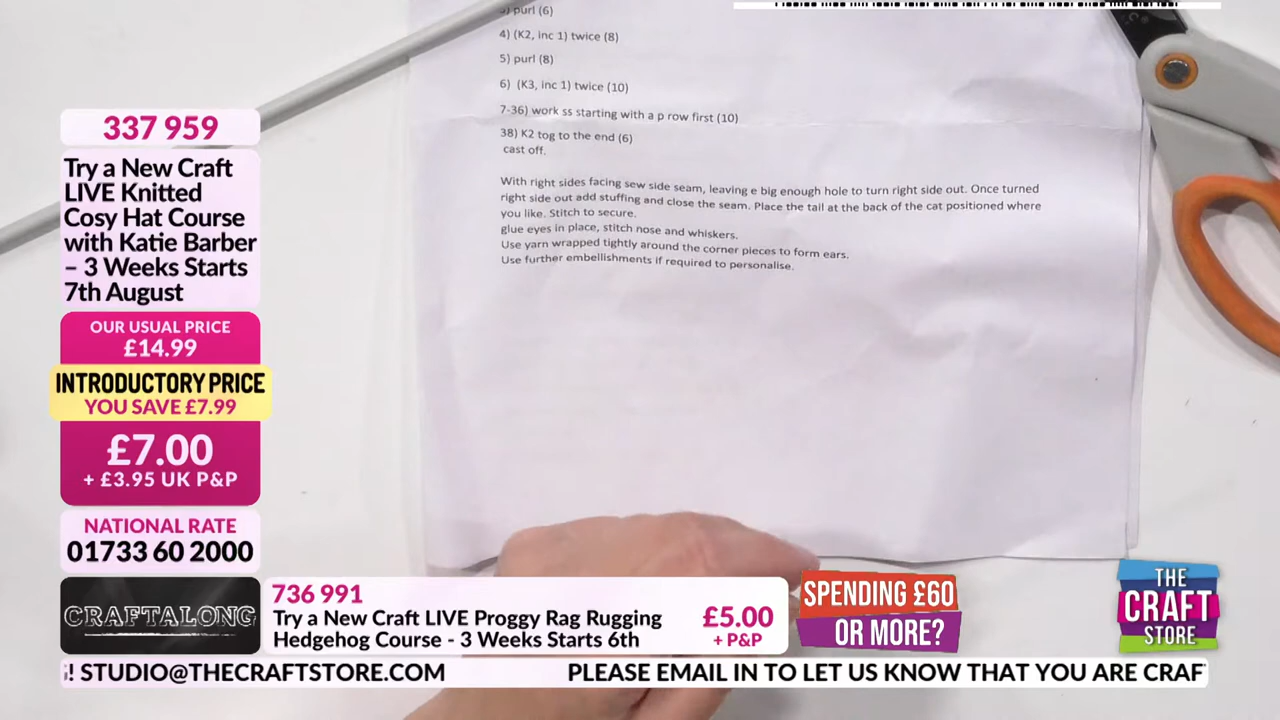 purl (6)
4) (K2, inc 1) twice (8)
5) purl (8)
6) (K3, inc 1) twice (10)
7-36) work ss starting with a p row first (10)
38) K2 tog to the end (6)
cast off.
With right sides facing sew side seam, leaving e big enough hole to turn right side out. Once turned
right side out add stuffing and close the seam. Place the tail at the back of the cat positioned where
you like. Stitch to secure.
glue eyes in place, stitch nose and whiskers.
Use yarn wrapped tightly around the corner pieces to form ears.
Use further embellishments if required to personalise.
337 959
Try a New Craft
LIVE Knitted
Cosy Hat Course
with Katie Barber
– 3 Weeks Starts
7th August
OUR USUAL PRICE
£14.99
INTRODUCTORY PRICE
YOU SAVE £7.99
£7.00
+ £3.95 UK P&P
NATIONAL RATE
01733 60 2000
CRAFTALONG
736 991
Try a New Craft LIVE Proggy Rag Rugging
Hedgehog Course - 3 Weeks Starts 6th
£5.00
+ P&P
SPENDING £60
OR MORE?
THE
CRAFT
STORE
! STUDIO@THECRAFTSTORE.COM
PLEASE EMAIL IN TO LET US KNOW THAT YOU ARE CRAF